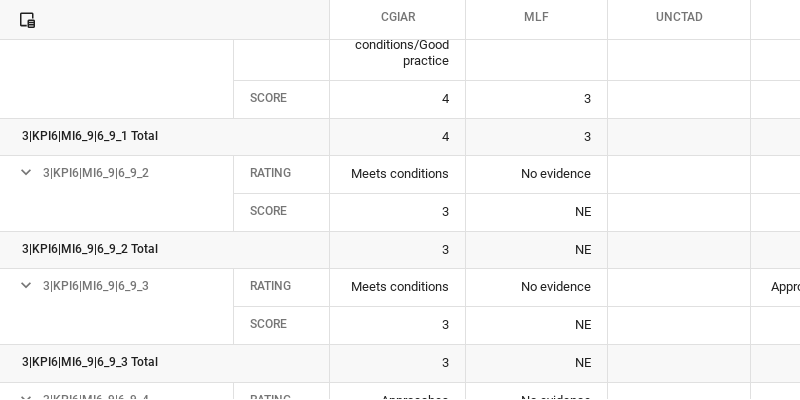 CGIAR MLF UNCTAD
conditions/Good
practice
SCORE 4 3
3|KPI6|MI6_9|6_9_1 Total 4 3
3|KPI6|MI6_9|6_9_2 RATING Meets conditions No evidence
SCORE 3 NE
3|KPI6|MI6_9|6_9_2 Total 3 NE
3|KPI6|MI6_9|6_9_3 RATING Meets conditions No evidence Appro
SCORE 3 NE
3|KPI6|MI6_9|6_9_3 Total 3 NE
3|KPI6|MI6_9|6_9_4 RATING Approaches No evidence